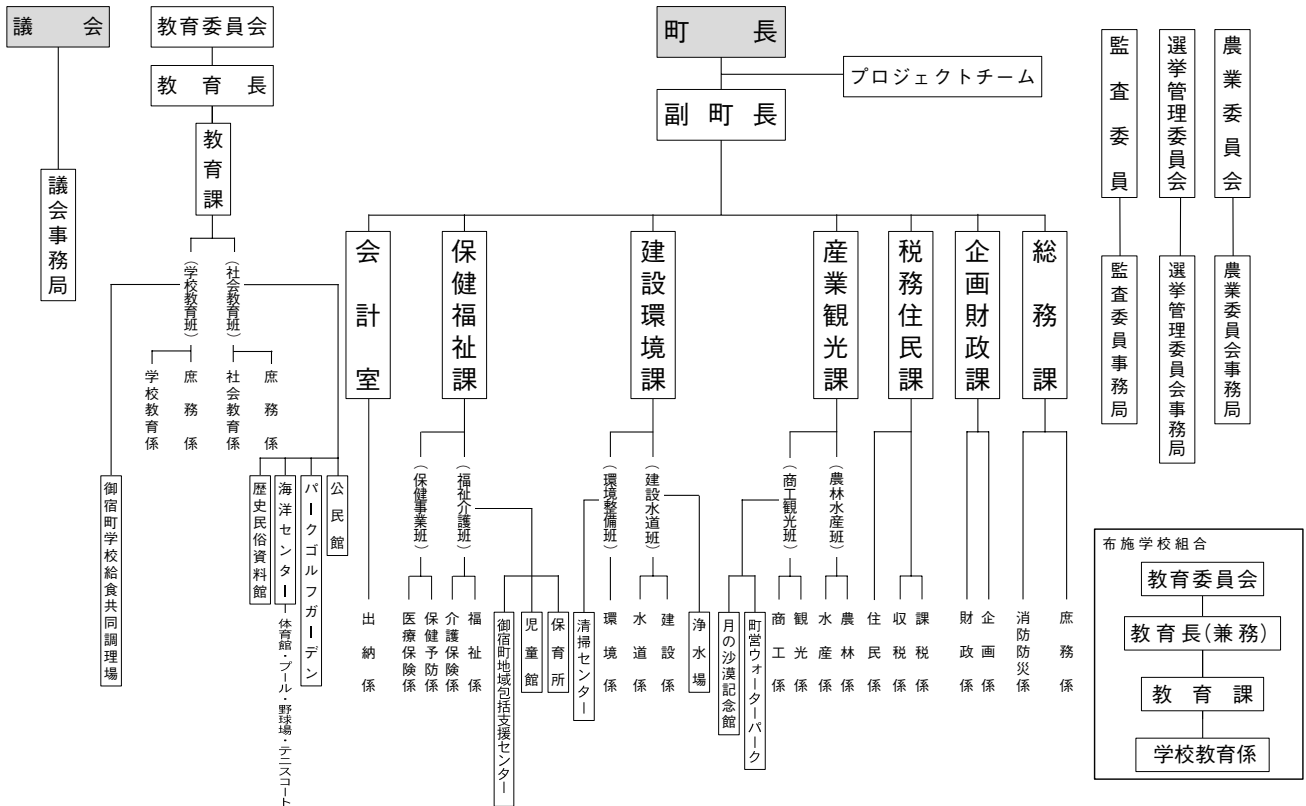 議会
議会事務局
教育委員会
教育長
教育課
(学校教育班)
(社会教育班)
学校教育係
庶務係
社会教育係
庶務係
御宿町学校給食共同調理場
歴史民俗資料館
海洋センター
体育館・プール・野球場・テニスコート
パークゴルフガーデン
公民館
町長
プロジェクトチーム
副町長
会計室
出納係
保健福祉課
(保健事業班)
(福祉介護班)
医療保険係
保健予防係
介護保険係
福祉係
御宿町地域包括支援センター
児童館
保育所
建設環境課
(環境整備班)
(建設水道班)
清掃センター
環境係
水道係
建設係
浄水場
産業観光課
(商工観光班)
(農林水産班)
月の沙漠記念館
町営ウォーターパーク
商工係
観光係
水産係
農林係
税務住民課
住民係
収税係
課税係
企画財政課
財政係
企画係
総務課
消防防災係
庶務係
監査委員
監査委員事務局
選挙管理委員会
選挙管理委員会事務局
農業委員会
農業委員会事務局
布施学校組合
教育委員会
教育長(兼務)
教育課
学校教育係